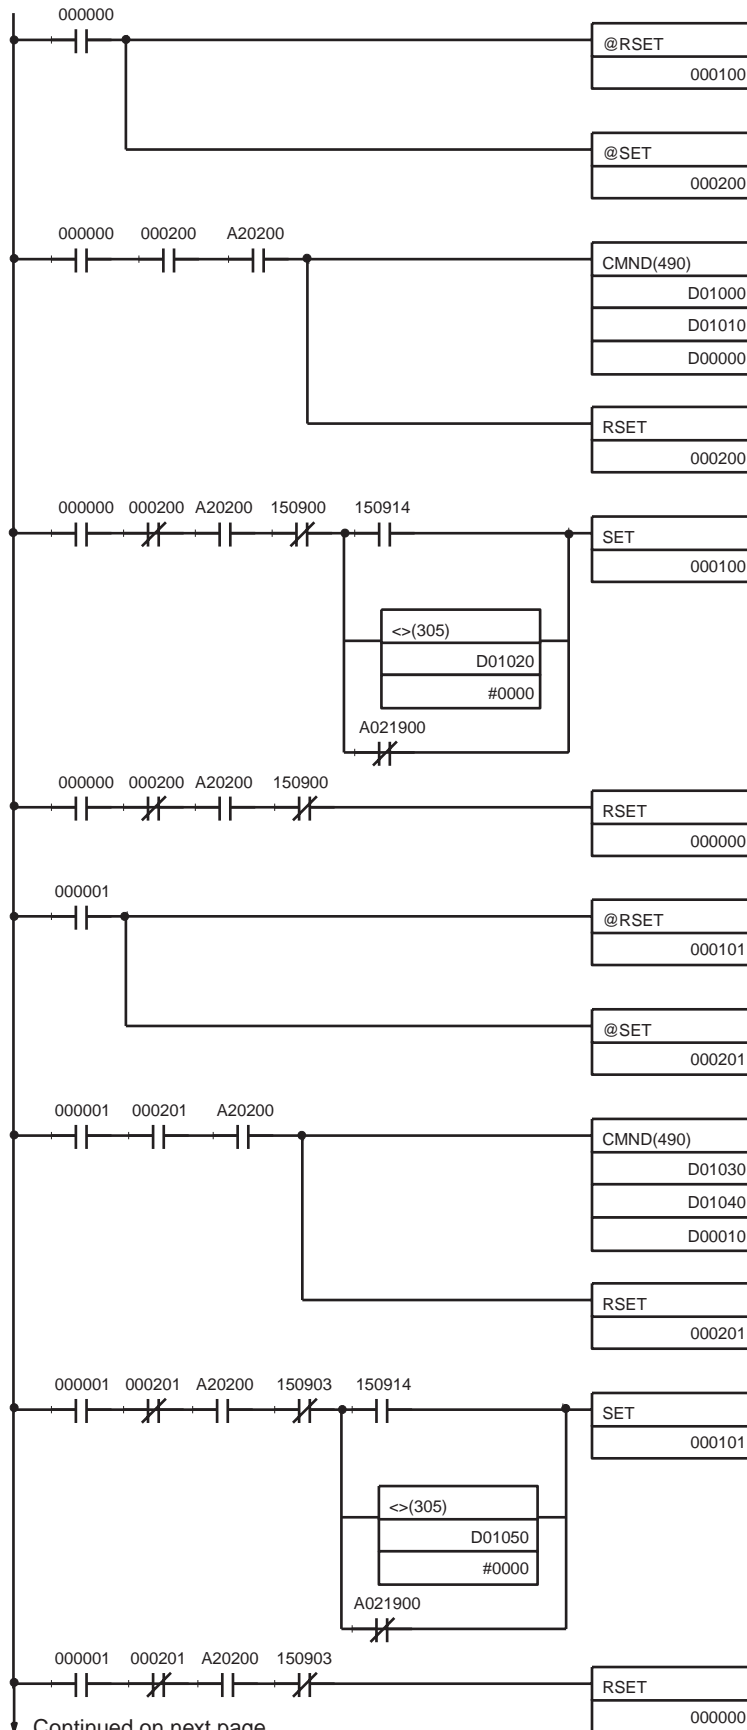 000000
@RSET
000100
@SET
000200
000000 000200 A20200
CMND(490)
D01000
D01010
D00000
RSET
000200
000000 000200 A20200 150900 150914
SET
000100
<>(305)
D01020
#0000
A021900
000000 000200 A20200 150900
RSET
000000
000001
@RSET
000101
@SET
000201
000001 000201 A20200
CMND(490)
D01030
D01040
D00010
RSET
000201
000001 000201 A20200 150903 150914
SET
000101
<>(305)
D01050
#0000
A021900
000001 000201 A20200 150903
RSET
000000
Continued on next page